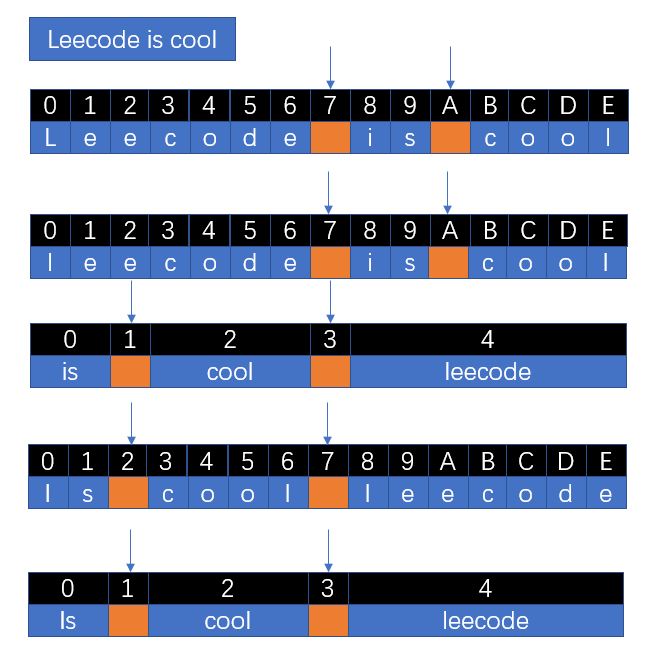 Leecode is cool
0 1 2 3 4 5 6 7 8 9 A B C D E
L e e c o d e i s c o o l
0 1 2 3 4 5 6 7 8 9 A B C D E
l e e c o d e i s c o o l
0 1 2 3 4
is cool leecode
0 1 2 3 4 5 6 7 8 9 A B C D E
I s c o o l l e e c o d e
0 1 2 3 4
Is cool leecode